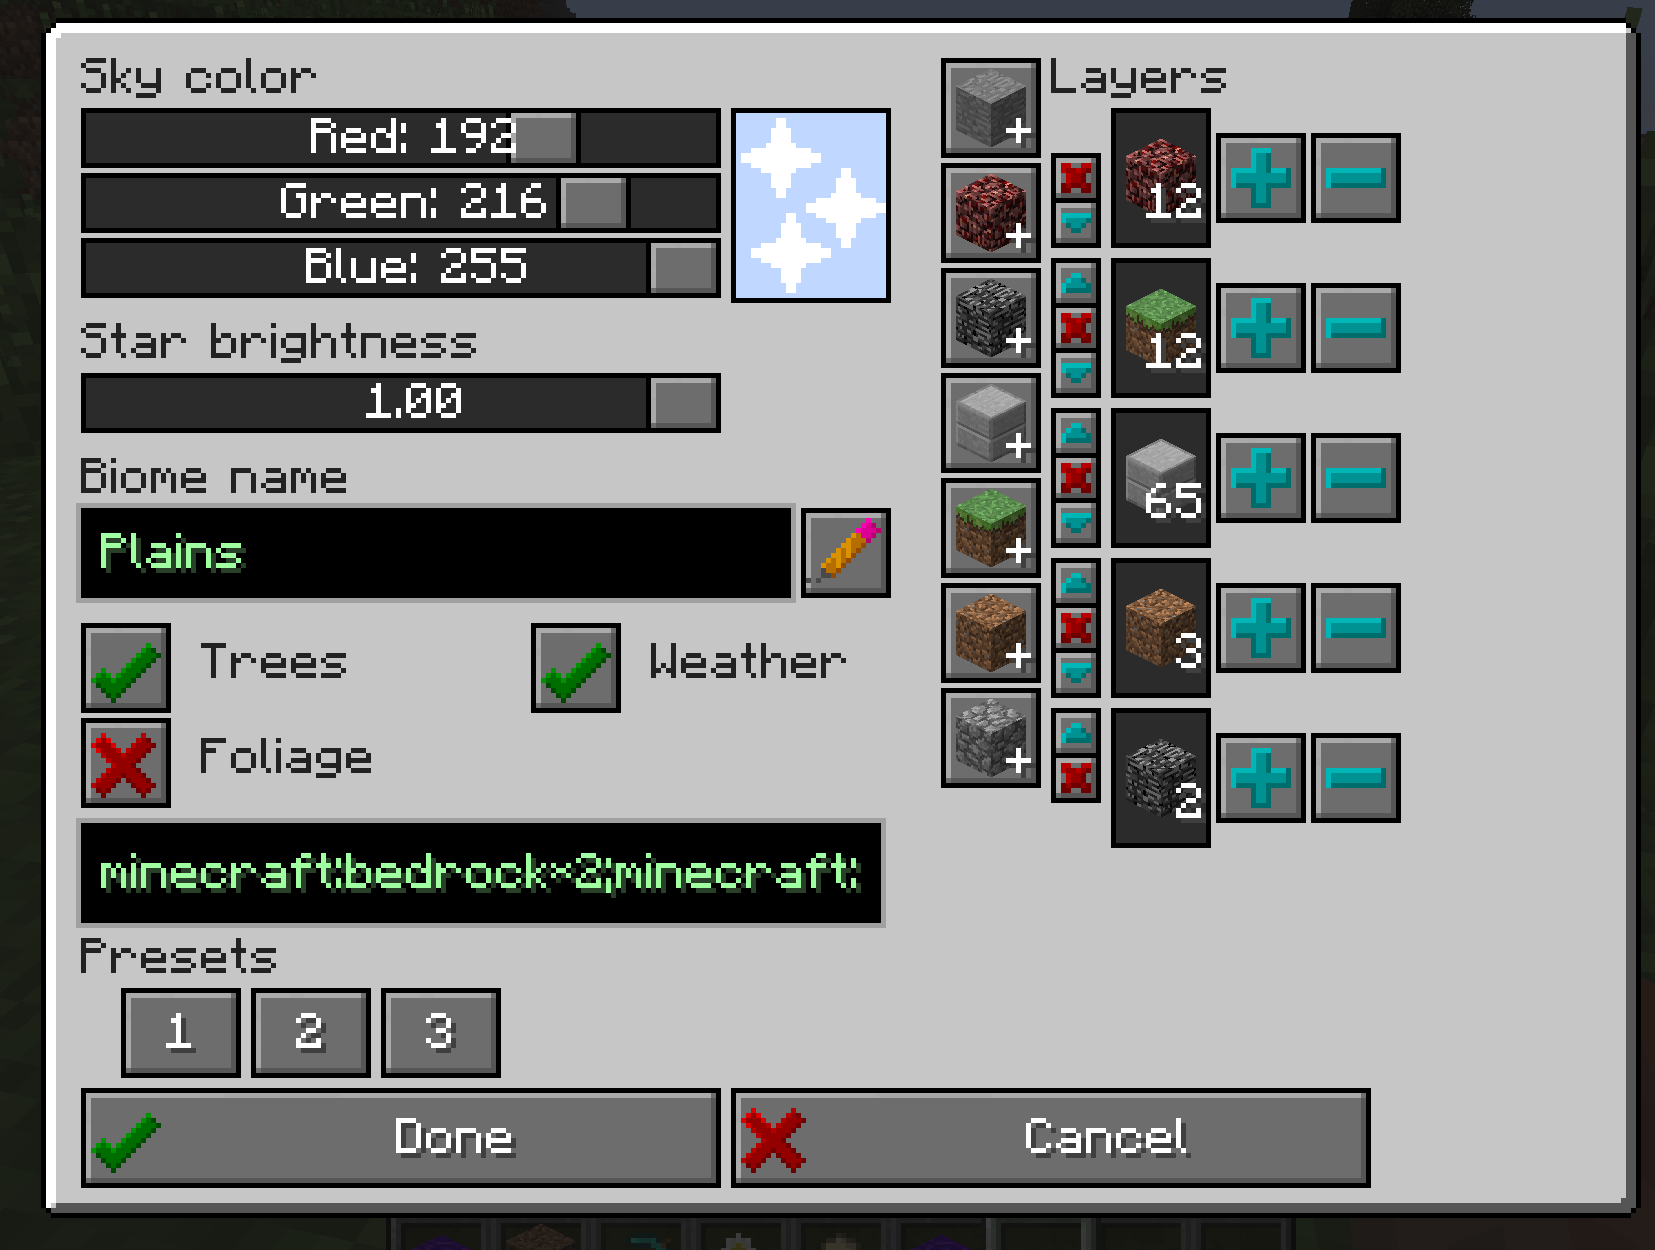 Sky color
Red: 192
Green: 216
Blue: 255
Star brightness
1.00
Biome name
Plains
Trees
Weather
Foliage
minecraft:bedrock*2;minecraft:
Presets
1
2
3
Done
Cancel
Layers
12
12
65
3
2